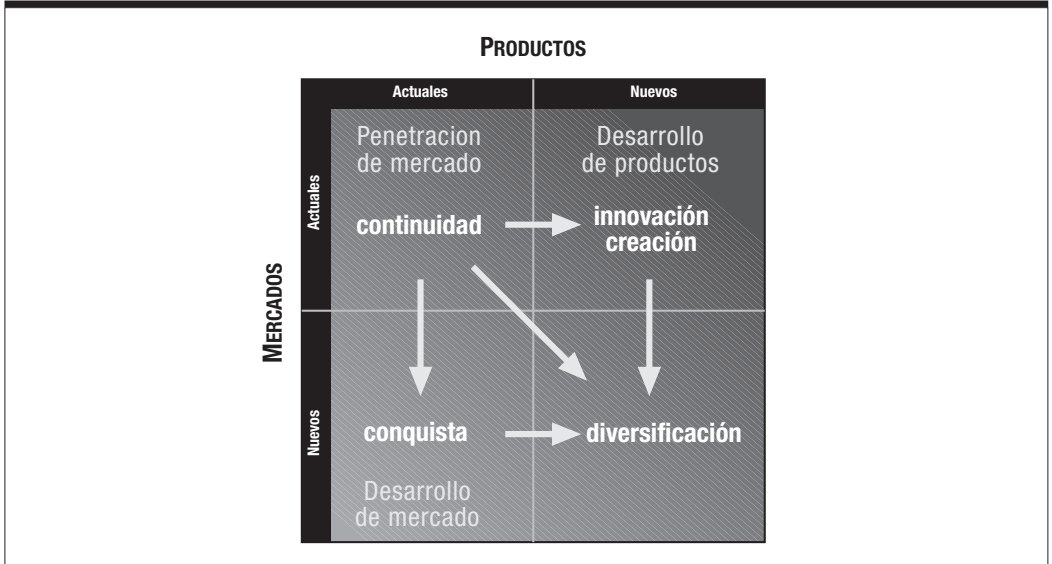 PRODUCTOS
Actuales
Nuevos
Penetracion
de mercado
Desarrollo
de productos
Actuales
continuidad
innovación
creación
MERCADOS
Nuevos
conquista
diversificación
Desarrollo
de mercado